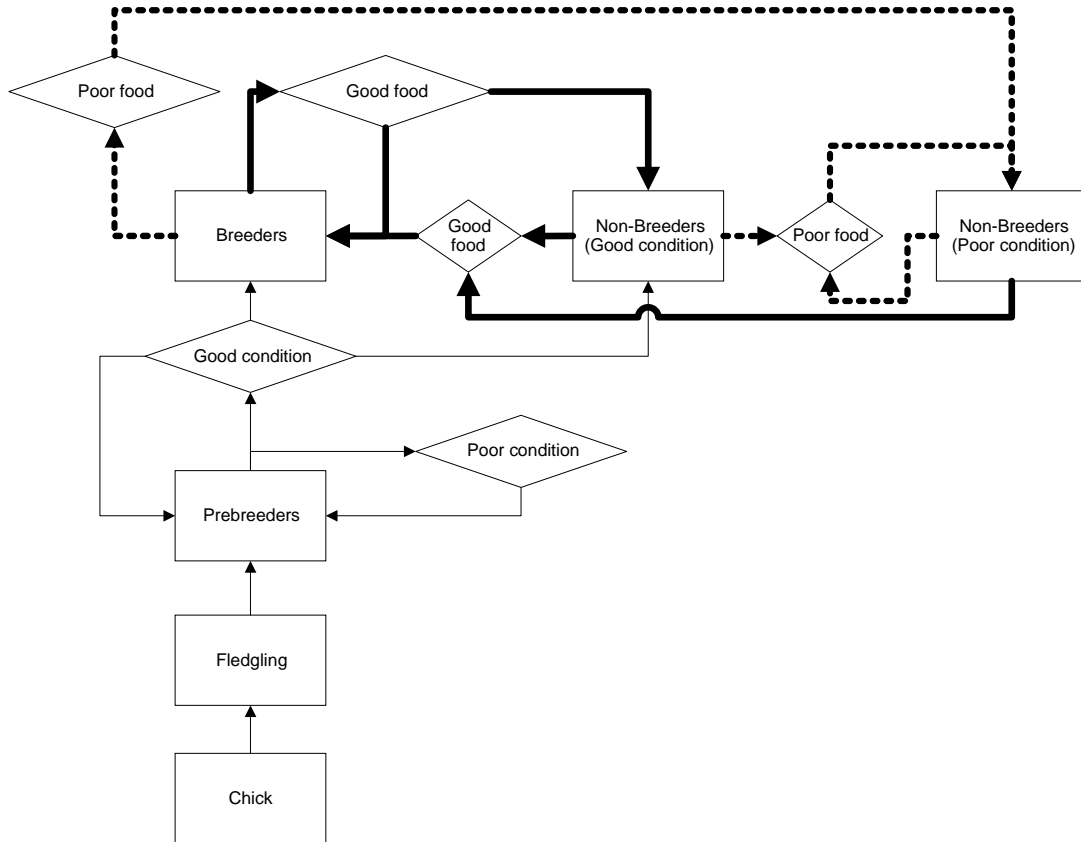 Poor food
Good food
Breeders
Good
food
Non-Breeders
(Good condition)
Poor food
Non-Breeders
(Poor condition)
Good condition
Poor condition
Prebreeders
Fledgling
Chick